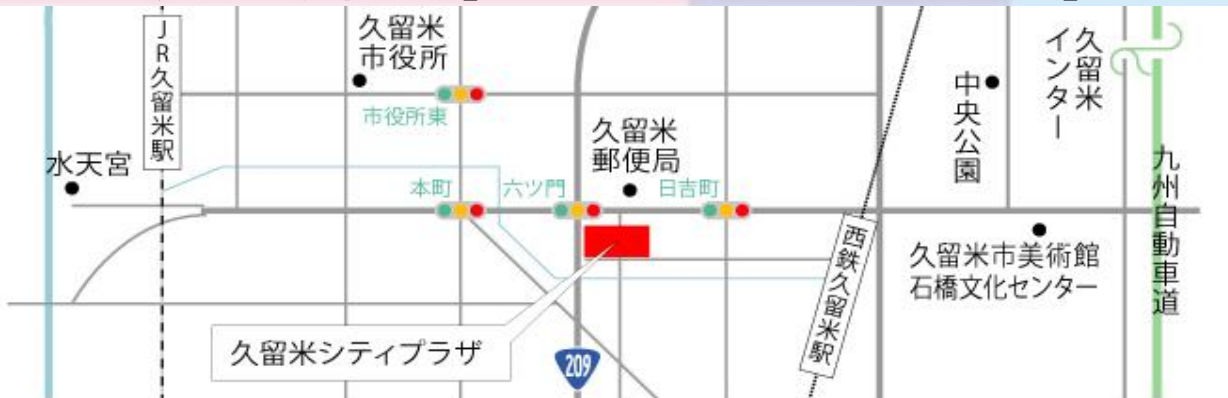 JR久留米駅
久留米
市役所
市役所東
水天宮
本町
六ツ門
久留米
郵便局
日吉町
中央公園
久留米
インター
九州自動車道
西鉄久留米駅
久留米市美術館
石橋文化センター
久留米シティプラザ
209